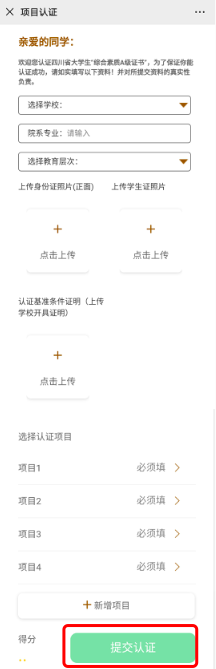 项目认证
亲爱的同学：
欢迎您认证四川省大学生“综合素质A级证书”，为了保证你能
认证成功，请如实填写以下资料！并对所提交资料的真实性
负责。
选择学校：
院系专业：请输入
选择教育层次：
上传身份证照片(正面) 上传学生证照片
点击上传 点击上传
认证基准条件证明（上传
学校开具证明）
点击上传
选择认证项目
项目1 必须填
项目2 必须填
项目3 必须填
项目4 必须填
+ 新增项目
得分 提交认证